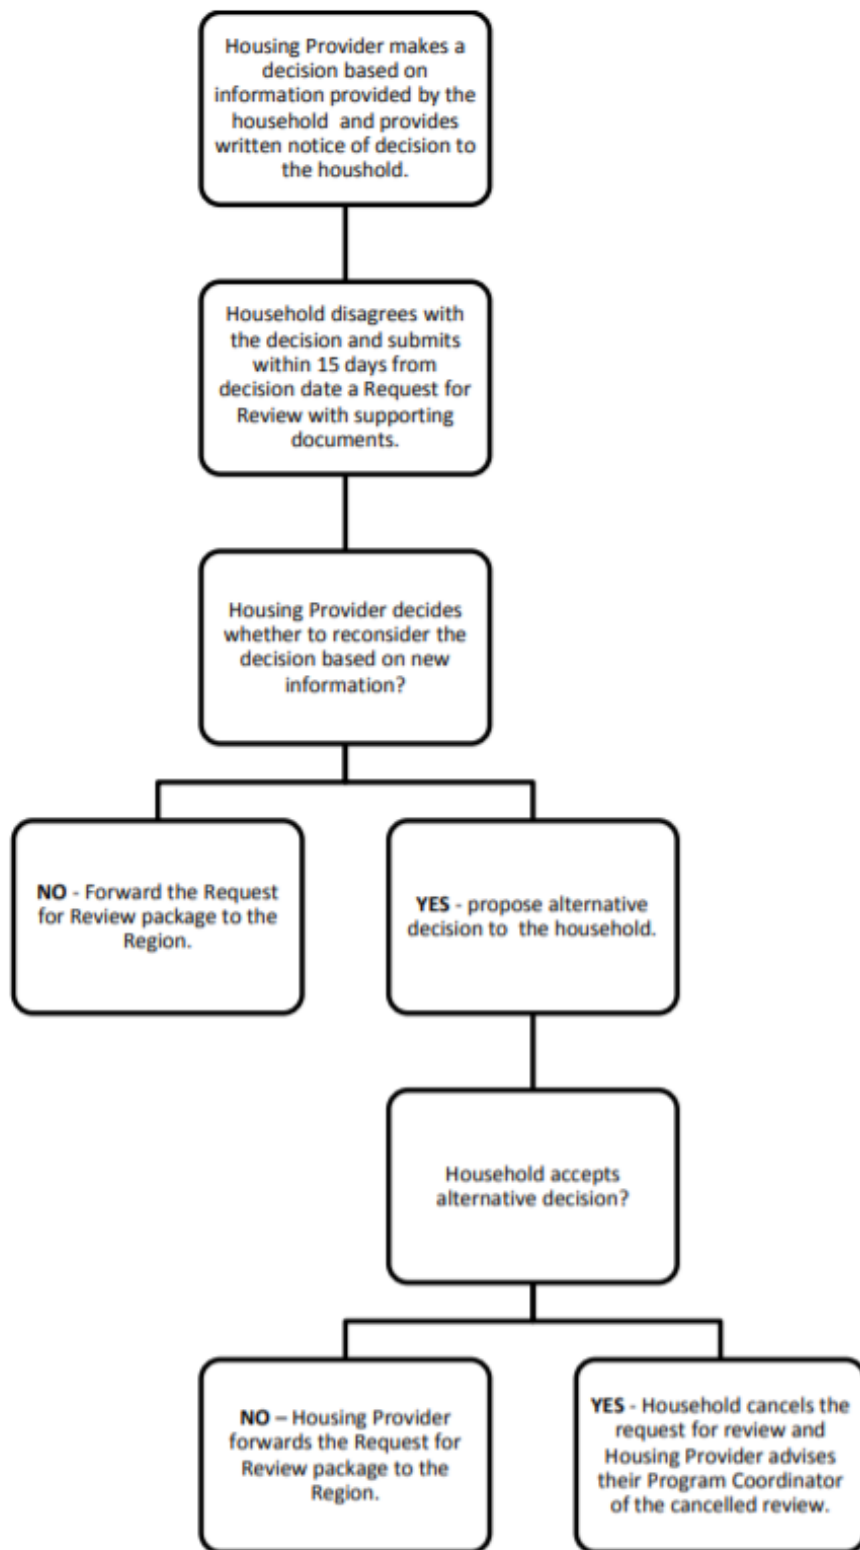 Housing Provider makes a
decision based on
information provided by the
household and provides
written notice of decision to
the houshold.
Household disagrees with
the decision and submits
within 15 days from
decision date a Request for
Review with supporting
documents.
Housing Provider decides
whether to reconsider the
decision based on new
information?
NO - Forward the Request
for Review package to the
Region.
YES - propose alternative
decision to the household.
Household accepts
alternative decision?
NO – Housing Provider
forwards the Request for
Review package to the
Region.
YES - Household cancels the
request for review and
Housing Provider advises
their Program Coordinator
of the cancelled review.